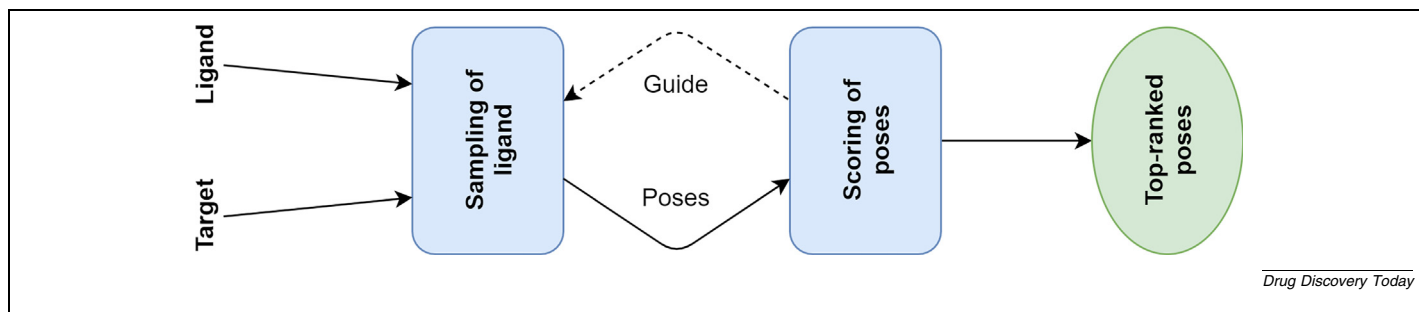 Ligand
Target
Sampling of
ligand
Guide
Poses
Scoring of
poses
Top-ranked
poses
Drug Discovery Today